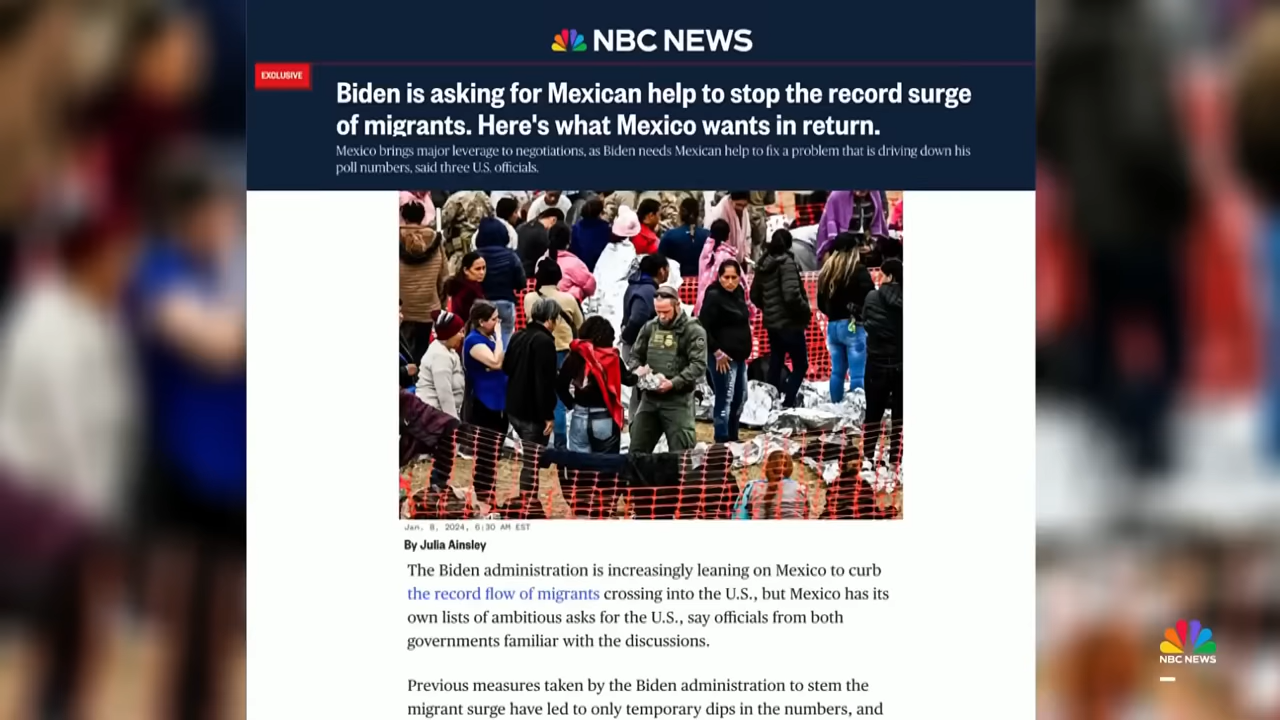 NBC NEWS
EXCLUSIVE
Biden is asking for Mexican help to stop the record surge
of migrants. Here's what Mexico wants in return.
Mexico brings major leverage to negotiations, as Biden needs Mexican help to fix a problem that is driving down his
poll numbers, said three U.S. officials.
Jan. 8, 2024, 6:30 AM EST
By Julia Ainsley
The Biden administration is increasingly leaning on Mexico to curb
the record flow of migrants crossing into the U.S., but Mexico has its
own lists of ambitious asks for the U.S., say officials from both
governments familiar with the discussions.
Previous measures taken by the Biden administration to stem the
migrant surge have led to only temporary dips in the numbers, and
NBC NEWS